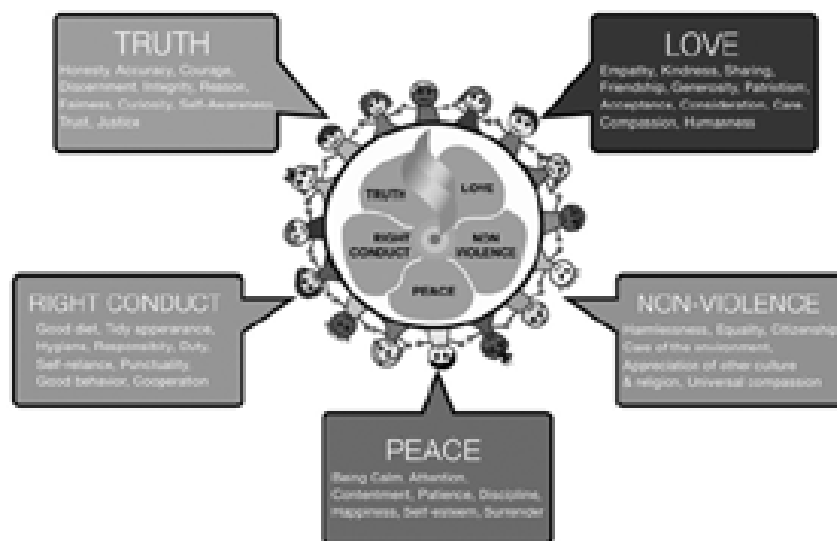 TRUTH
Honesty, Accuracy, Courage,
Discernment, Integrity, Reason,
Fairness, Curiosity, Self-Awareness,
Trust, Justice
LOVE
Empathy, Kindness, Sharing,
Friendship, Generosity, Patriotism,
Acceptance, Consideration, Care,
Compassion, Humanness
TRUTH
LOVE
RIGHT
CONDUCT
NON
VIOLENCE
PEACE
RIGHT CONDUCT
Good diet, Tidy appearance,
Hygiene, Responsibility, Duty,
Self-reliance, Punctuality,
Good behavior, Cooperation
NON-VIOLENCE
Harmlessness, Equality, Citizenship,
Care of the environment,
Appreciation of other culture
& religion, Universal compassion
PEACE
Being Calm, Attention,
Contentment, Patience, Discipline,
Happiness, Self-esteem, Surrender